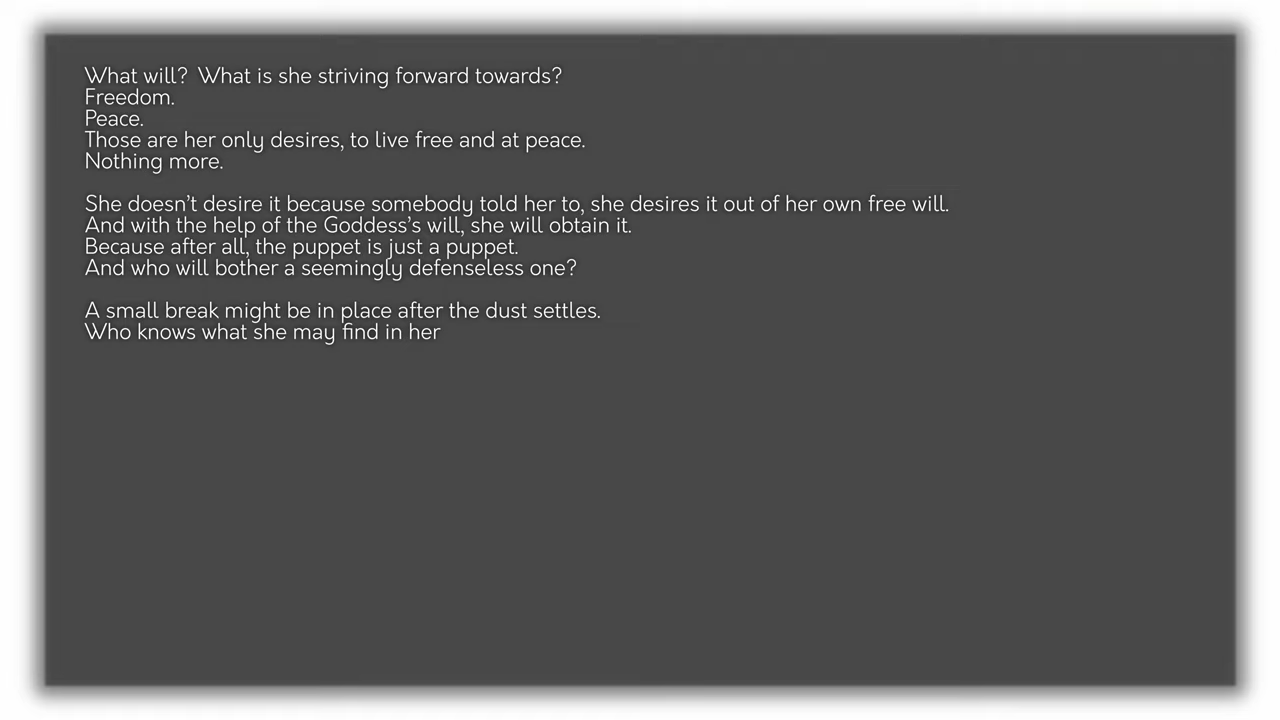 What will?  What is she striving forward towards?
Freedom.
Peace.
Those are her only desires, to live free and at peace.
Nothing more.
She doesn't desire it because somebody told her to, she desires it out of her own free will.
And with the help of the Goddess's will, she will obtain it.
Because after all, the puppet is just a puppet.
And who will bother a seemingly defenseless one?
A small break might be in place after the dust settles.
Who knows what she may find in her